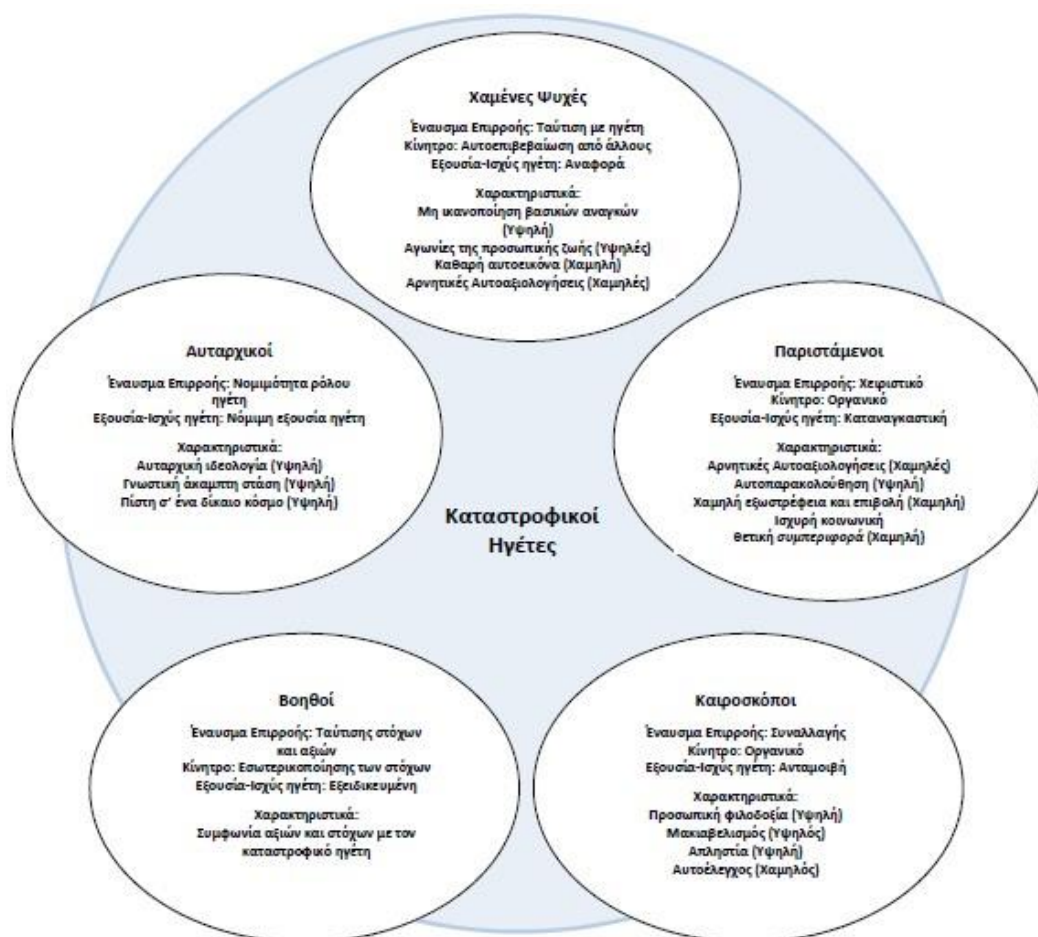 Χαμένες Ψυχές
Έναυσμα Επιρροής: Ταύτιση με ηγέτη
Κίνητρο: Αυτοεπιβεβαίωση από άλλους
Εξουσία-Ισχύς ηγέτη: Αναφορά
Χαρακτηριστικά:
Μη ικανοποίηση βασικών αναγκών
(Υψηλή)
Αγωνίες της προσωπικής ζωής (Υψηλές)
Καθαρή αυτοεικόνα (Χαμηλή)
Αρνητικές Αυτοαξιολογήσεις (Χαμηλές)
Αυταρχικοί
Έναυσμα Επιρροής: Νομιμότητα ρόλου
ηγέτη
Εξουσία-Ισχύς ηγέτη: Νόμιμη εξουσία ηγέτη
Χαρακτηριστικά:
Αυταρχική ιδεολογία (Υψηλή)
Γνωστική άκαμπτη στάση (Υψηλή)
Πίστη σ' ένα δίκαιο κόσμο (Υψηλή)
Παριστάμενοι
Έναυσμα Επιρροής: Χειριστικό
Κίνητρο: Οργανικό
Εξουσία-Ισχύς ηγέτη: Καταναγκαστική
Χαρακτηριστικά:
Αρνητικές Αυτοαξιολογήσεις (Χαμηλές)
Αυτοπαρακολούθηση (Υψηλή)
Χαμηλή εξωστρέφεια και επιβολή (Χαμηλή)
Ισχυρή κοινωνική
θετική συμπεριφορά (Χαμηλή)
Καταστροφικοί
Ηγέτες
Βοηθοί
Έναυσμα Επιρροής: Ταύτισης στόχων
και αξιών
Κίνητρο: Εσωτερικοποίησης των στόχων
Εξουσία-Ισχύς ηγέτη: Εξειδικευμένη
Χαρακτηριστικά:
Συμφωνία αξιών και στόχων με τον
καταστροφικό ηγέτη
Καιροσκόποι
Έναυσμα Επιρροής: Συναλλαγής
Κίνητρο: Οργανικό
Εξουσία-Ισχύς ηγέτη: Ανταμοιβή
Χαρακτηριστικά:
Προσωπική φιλοδοξία (Υψηλή)
Μακιαβελισμός (Υψηλός)
Απληστία (Υψηλή)
Αυτοέλεγχος (Χαμηλός)